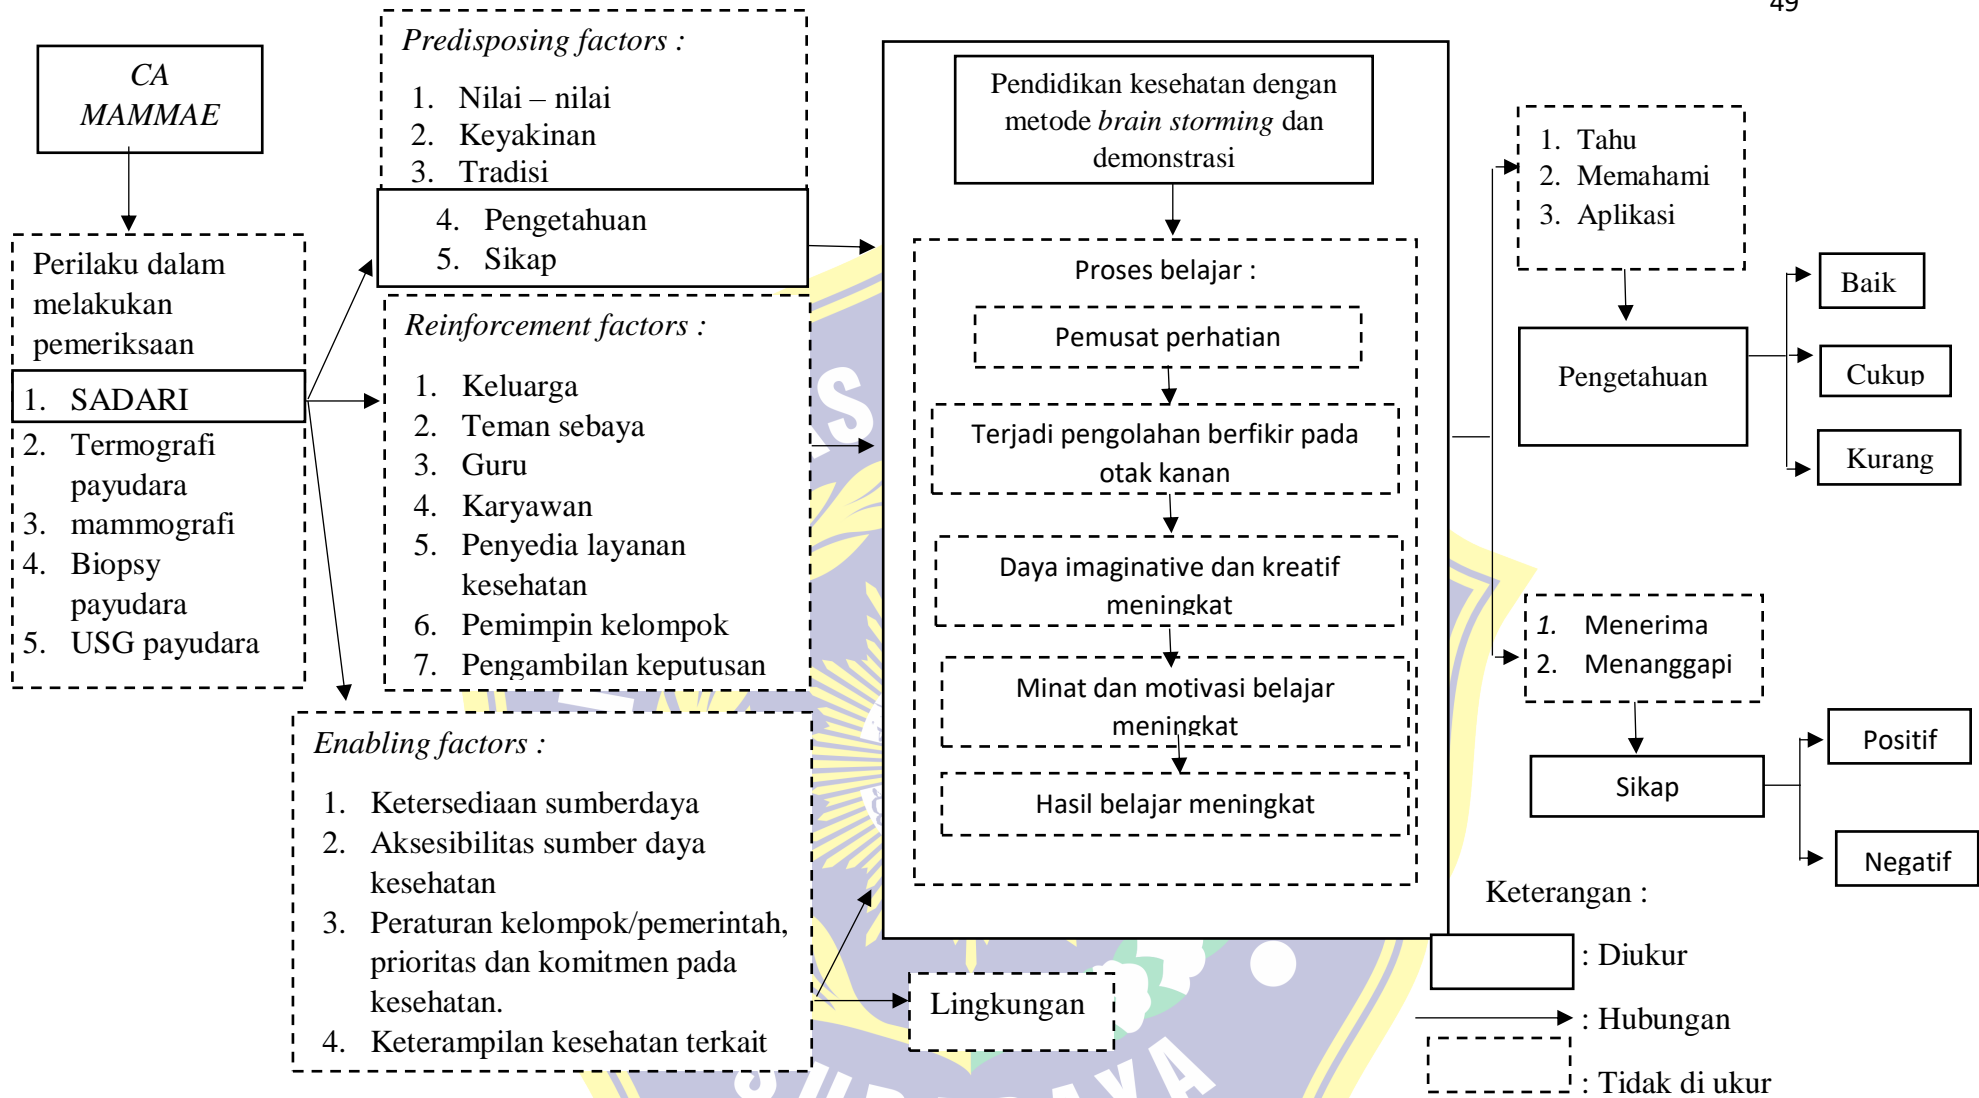 49
CA
MAMMAE
Perilaku dalam
melakukan
pemeriksaan
1. SADARI
2. Termografi
payudara
3. mammografi
4. Biopsy
payudara
5. USG payudara
Predisposing factors :
1. Nilai – nilai
2. Keyakinan
3. Tradisi
4. Pengetahuan
5. Sikap
Reinforcement factors :
1. Keluarga
2. Teman sebaya
3. Guru
4. Karyawan
5. Penyedia layanan
kesehatan
6. Pemimpin kelompok
7. Pengambilan keputusan
Enabling factors :
1. Ketersediaan sumberdaya
2. Aksesibilitas sumber daya
kesehatan
3. Peraturan kelompok/pemerintah,
prioritas dan komitmen pada
kesehatan.
4. Keterampilan kesehatan terkait
Pendidikan kesehatan dengan
metode brain storming dan
demonstrasi
Proses belajar :
Pemusat perhatian
Terjadi pengolahan berfikir pada
otak kanan
Daya imaginative dan kreatif
meningkat
Minat dan motivasi belajar
meningkat
Hasil belajar meningkat
Lingkungan
1. Tahu
2. Memahami
3. Aplikasi
Pengetahuan
Baik
Cukup
Kurang
1. Menerima
2. Menanggapi
Sikap
Positif
Negatif
Keterangan :
: Diukur
: Hubungan
: Tidak di ukur